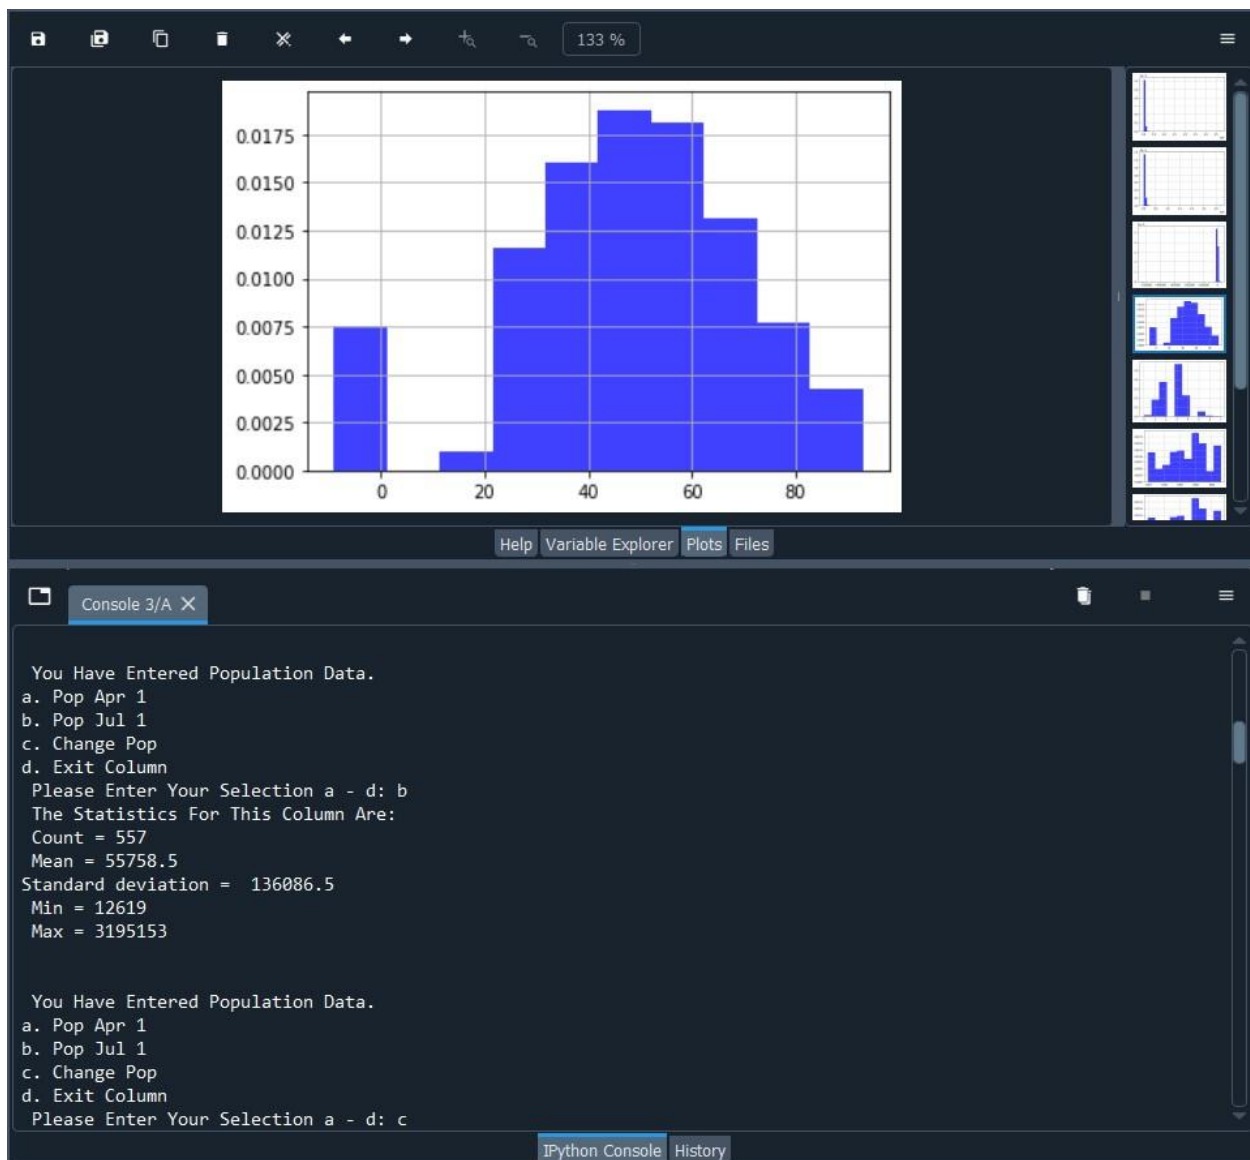 133 %
0.0175
0.0150
0.0125
0.0100
0.0075
0.0050
0.0025
0.0000
0 20 40 60 80
Help Variable Explorer Plots Files
Console 3/A
You Have Entered Population Data.
a. Pop Apr 1
b. Pop Jul 1
c. Change Pop
d. Exit Column
Please Enter Your Selection a - d: b
The Statistics For This Column Are:
Count = 557
Mean = 55758.5
Standard deviation =  136086.5
Min = 12619
Max = 3195153
You Have Entered Population Data.
a. Pop Apr 1
b. Pop Jul 1
c. Change Pop
d. Exit Column
Please Enter Your Selection a - d: c
IPython Console History